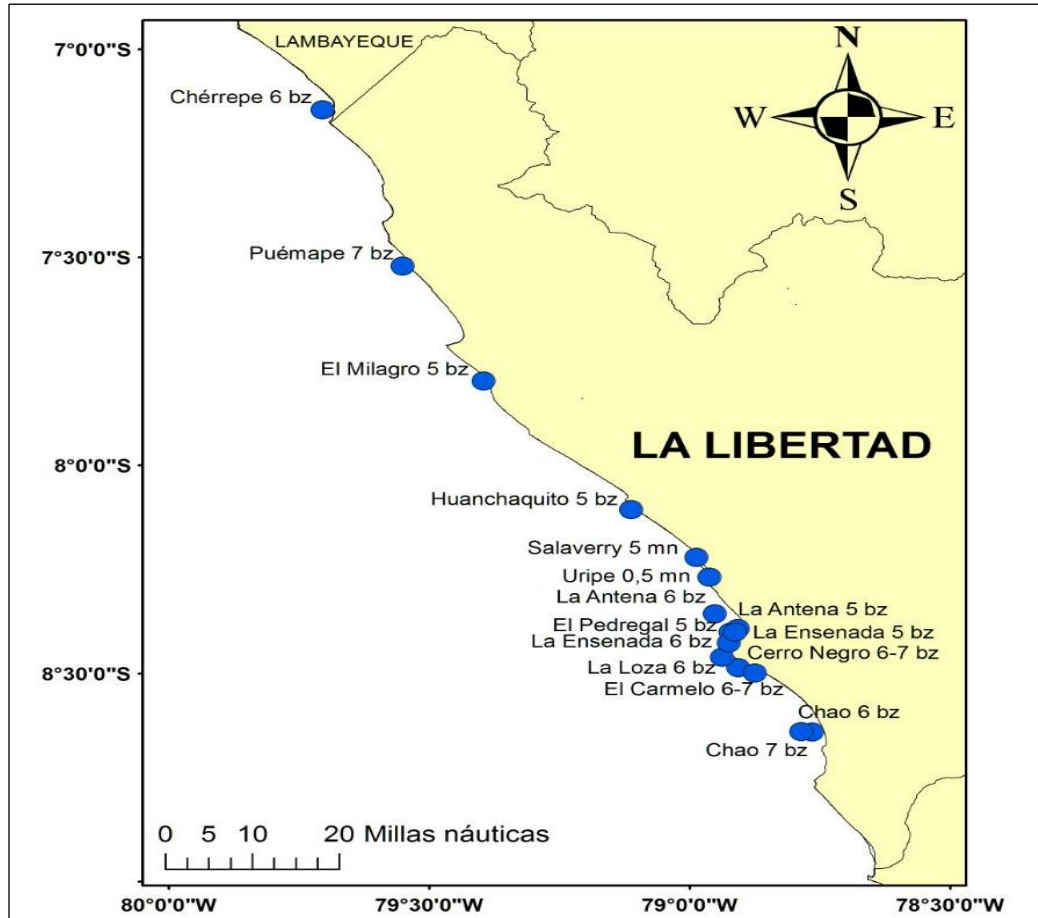 7°0'0"S
LAMBAYEQUE
N
Chérrepe 6 bz
W
E
S
7°30'0"S
Puémape 7 bz
El Milagro 5 bz
LA LIBERTAD
8°0'0"S
Huanchaquito 5 bz
Salaverry 5 mn
Uripe 0,5 mn
La Antena 6 bz
La Antena 5 bz
El Pedregal 5 bz
La Ensenada 5 bz
La Ensenada 6 bz
Cerro Negro 6-7 bz
La Loza 6 bz
8°30'0"S
El Carmelo 6-7 bz
Chao 6 bz
Chao 7 bz
0 5 10 20 Millas náuticas
80°0'0"W 79°30'0"W 79°0'0"W 78°30'0"W